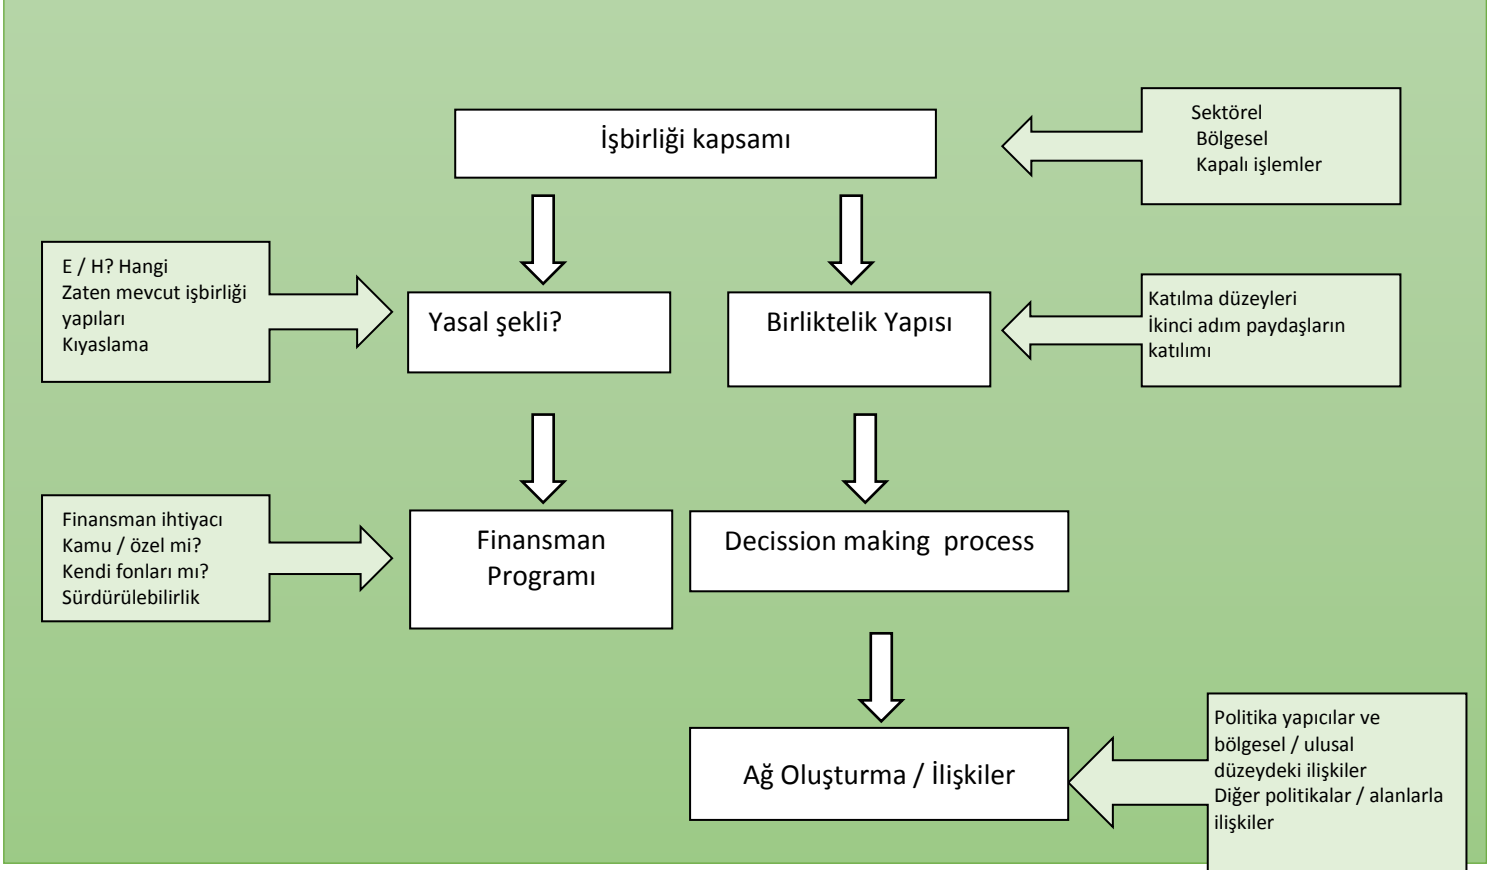 İşbirliği kapsamı
Sektörel
Bölgesel
Kapalı işlemler
E / H? Hangi
Zaten mevcut işbirliği
yapıları
Kıyaslama
Yasal şekli?
Birliktelik Yapısı
Katılma düzeyleri
İkinci adım paydaşların
katılımı
Finansman ihtiyacı
Kamu / özel mi?
Kendi fonları mı?
Sürdürülebilirlik
Finansman
Programı
Decission making  process
Ağ Oluşturma / İlişkiler
Politika yapıcılar ve
bölgesel / ulusal
düzeydeki ilişkiler
Diğer politikalar / alanlarla
ilişkiler